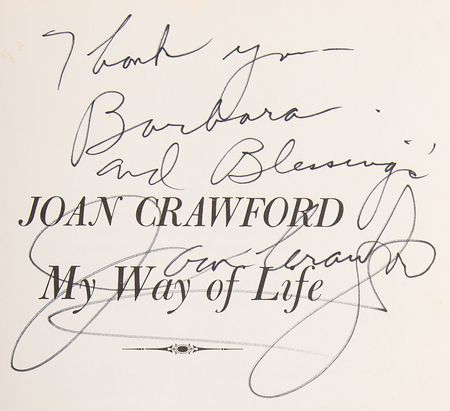 Thank you
Barbara.
and Blessings
JOAN CRAWFORD
Joan Crawford
My Way of Life